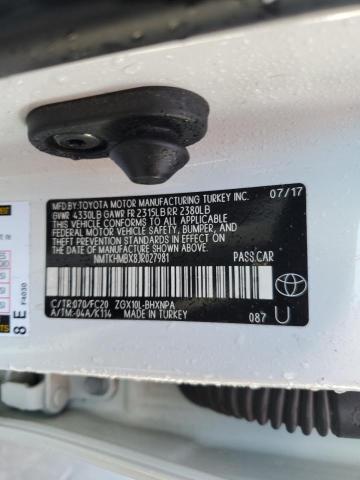 MFD.BY:TOYOTA MOTOR MANUFACTURING TURKEY INC. 07/17
GVWR 4330LB GAWR FR 2315LB RR 2380LB
THIS VEHICLE CONFORMS TO ALL APPLICABLE
FEDERAL MOTOR VEHICLE SAFETY, BUMPER, AND
THEFT PREVENTION STANDARDS IN EFFECT ON THE DATE OF
MANUFACTURE SHOWN ABOVE.
NMTKHMBX8JR027981 PASS.CAR
C/TR:070/FC20 ZGX10L-BHXNPA
A/TM:-04A/K114 MADE IN TURKEY 087 U
8 E F4030